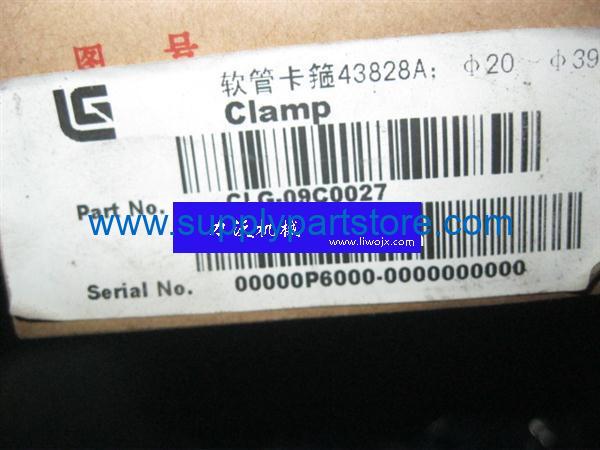 图 号
软管卡箍43828A; Φ20 Φ39
Clamp
Part No. CLG-09C0027
www.supplypartstore.com
力沃机械
www.liwojx.com
Serial No. 00000P6000-0000000000